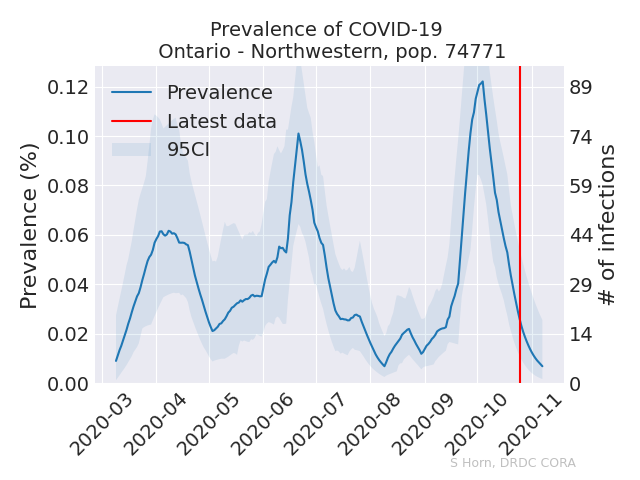 Prevalence of COVID-19
Ontario - Northwestern, pop. 74771
Prevalence
Latest data
95CI
Prevalence (%)
0.12
0.10
0.08
0.06
0.04
0.02
0.00
89
74
59
44
29
14
0
# of infections
2020-03
2020-04
2020-05
2020-06
2020-07
2020-08
2020-09
2020-10
2020-11
S Horn, DRDC CORA